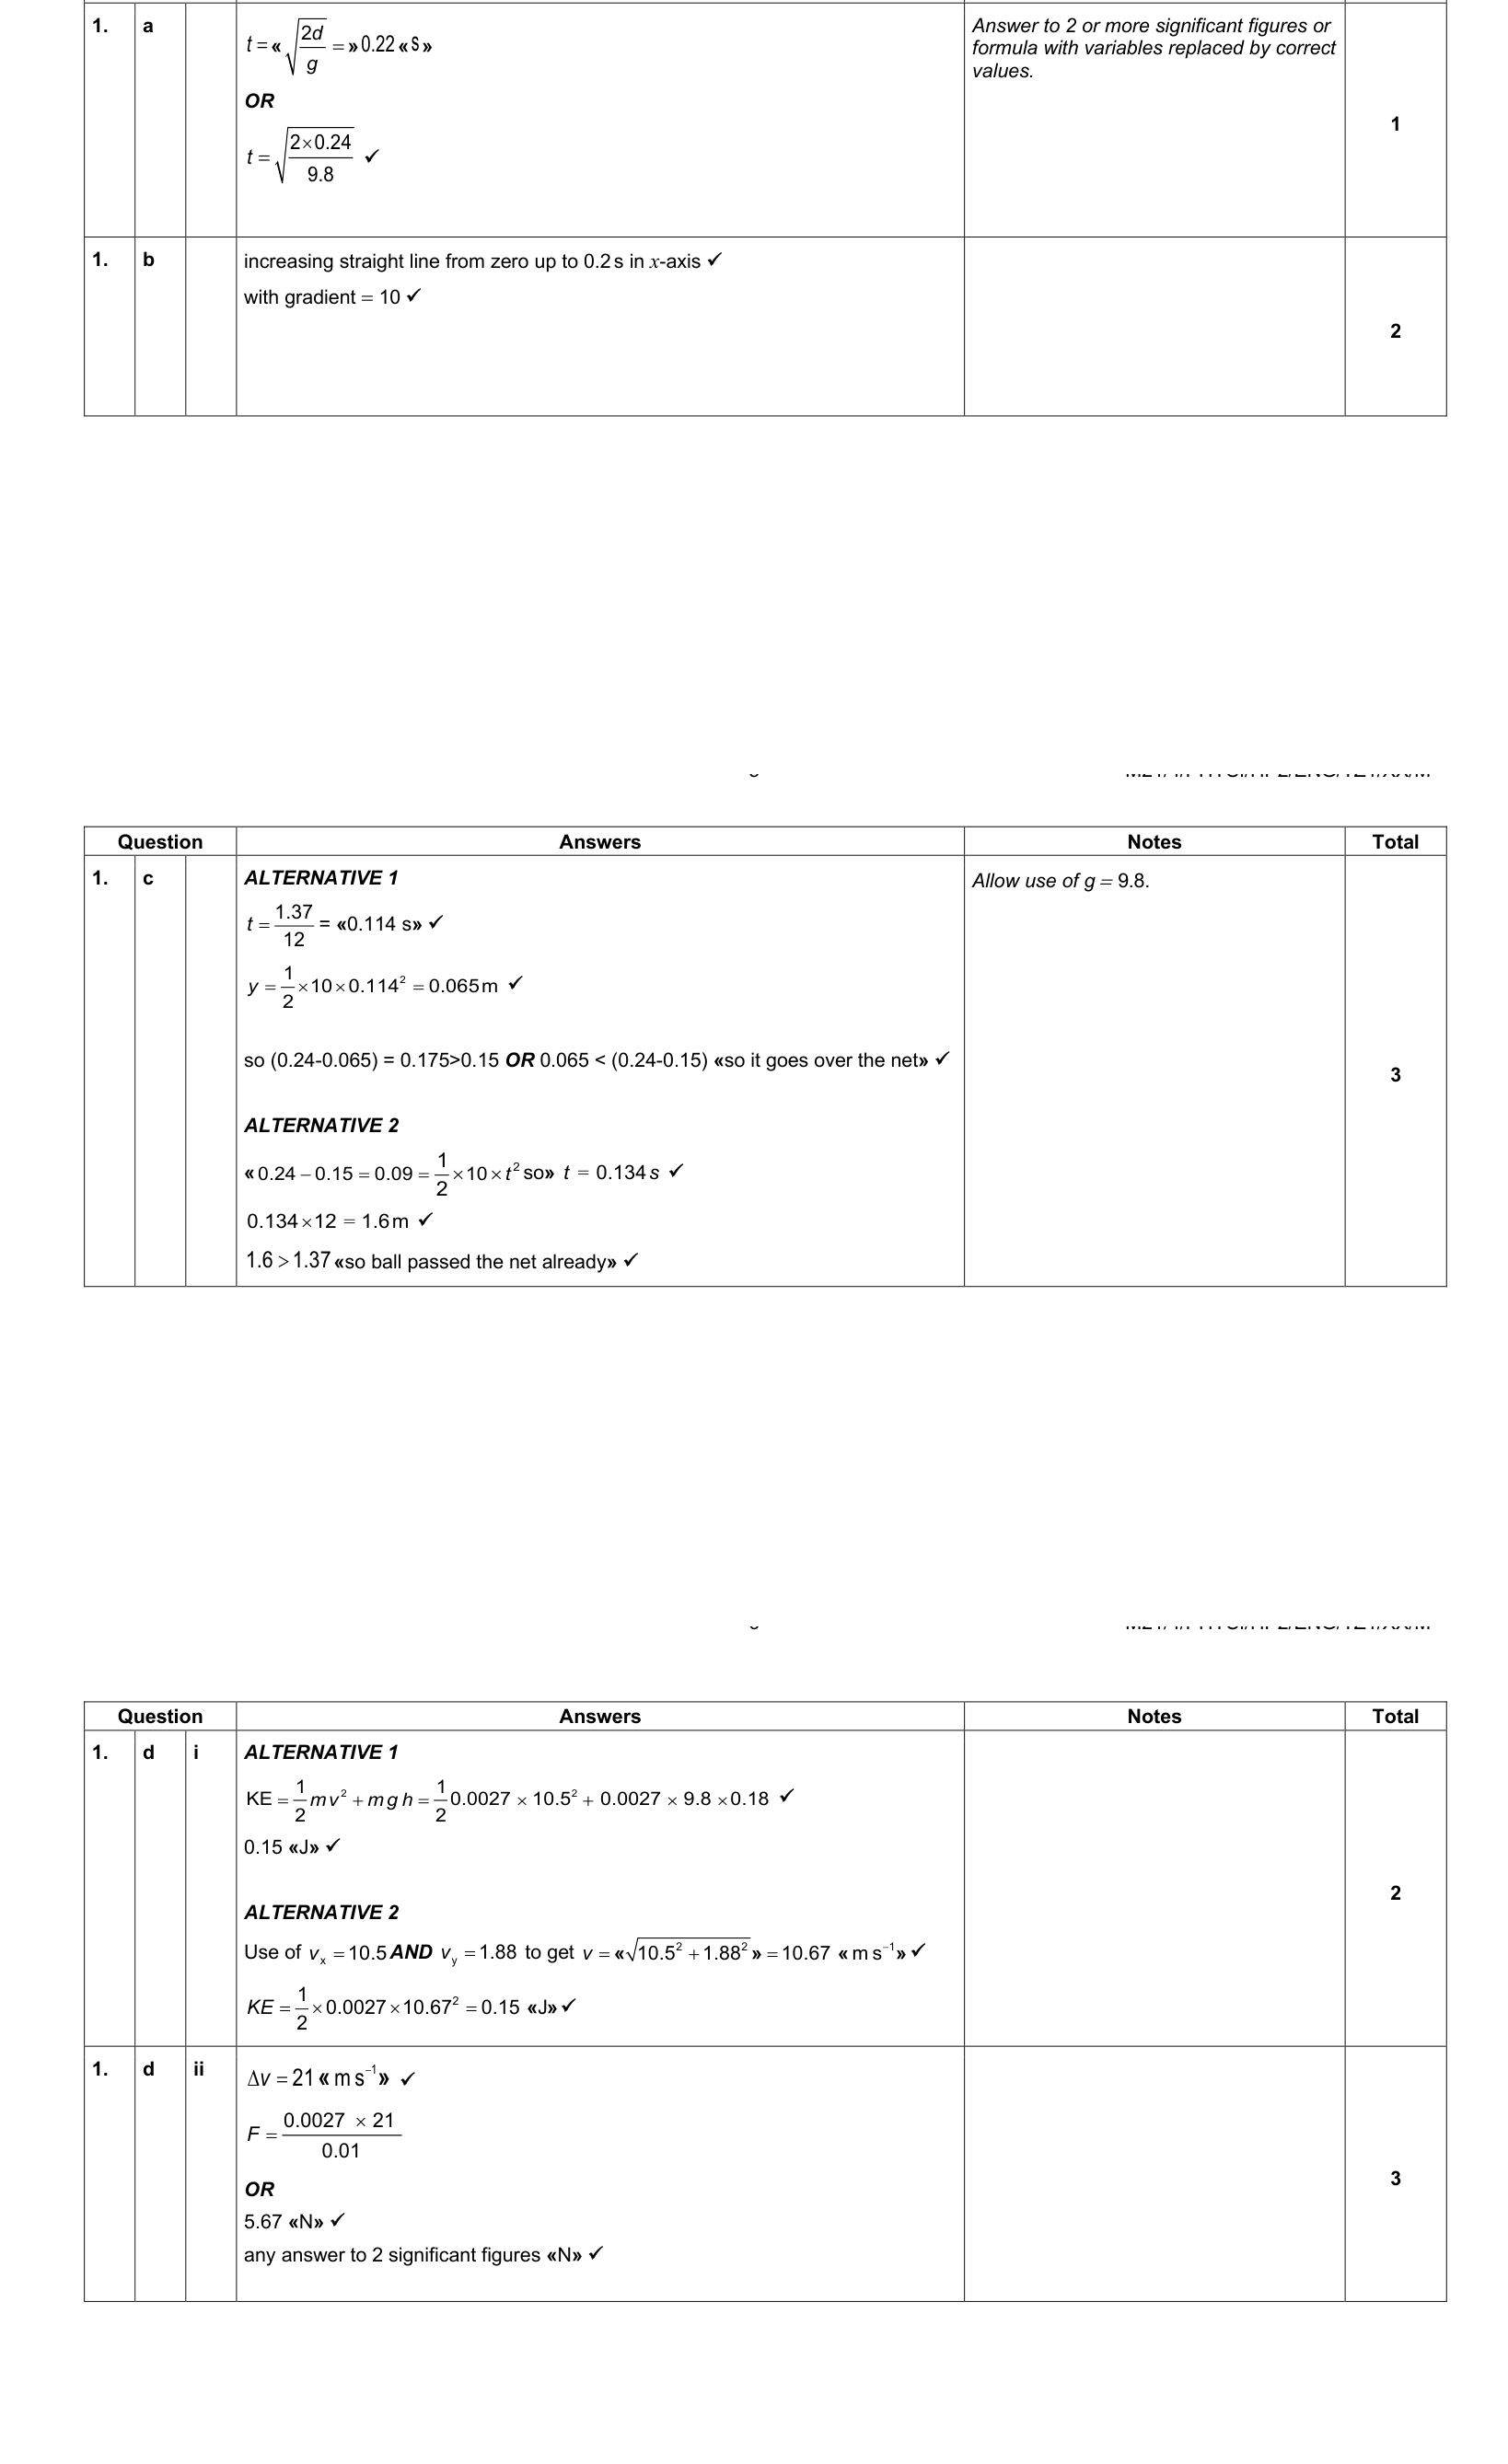 1. a t = « √(2d/g) = » 0.22 « s »
OR
t = √(2×0.24/9.8) ✓
Answer to 2 or more significant figures or
formula with variables replaced by correct
values.
1
1. b increasing straight line from zero up to 0.2 s in x-axis ✓
with gradient = 10 ✓
2
Question Answers Notes Total
1. c ALTERNATIVE 1
t = 1.37/12 = «0.114 s» ✓
y = 1/2 ×10×0.114² = 0.065 m ✓
so (0.24-0.065) = 0.175>0.15 OR 0.065 < (0.24-0.15) «so it goes over the net» ✓
ALTERNATIVE 2
« 0.24 – 0.15 = 0.09 = 1/2 ×10×t² so» t = 0.134 s ✓
0.134×12 = 1.6 m ✓
1.6 > 1.37 «so ball passed the net already» ✓
Allow use of g = 9.8.
3
Question Answers Notes Total
1. d i ALTERNATIVE 1
KE = 1/2 mv² + mgh = 1/2 0.0027 × 10.5² + 0.0027 × 9.8 × 0.18 ✓
0.15 «J» ✓
ALTERNATIVE 2
Use of vₓ = 10.5 AND v_y = 1.88 to get v = «√(10.5² + 1.88²) » = 10.67 « m s⁻¹» ✓
KE = 1/2 × 0.0027 × 10.67² = 0.15 «J» ✓
2
1. d ii Δv = 21 « m s⁻¹» ✓
F = (0.0027 × 21)/0.01
OR
5.67 «N» ✓
any answer to 2 significant figures «N» ✓
3